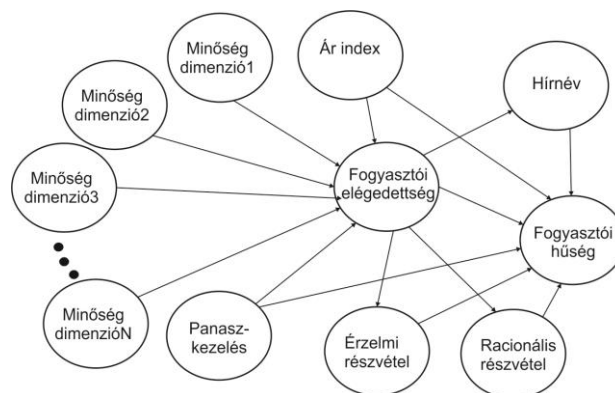 Minőség
dimenzió1
Ár index
Hírnév
Minőség
dimenzió2
Minőség
dimenzió3
Fogyasztói
elégedettség
Fogyasztói
hűség
Minőség
dimenzióN
Panasz-
kezelés
Érzelmi
részvétel
Racionális
részvétel